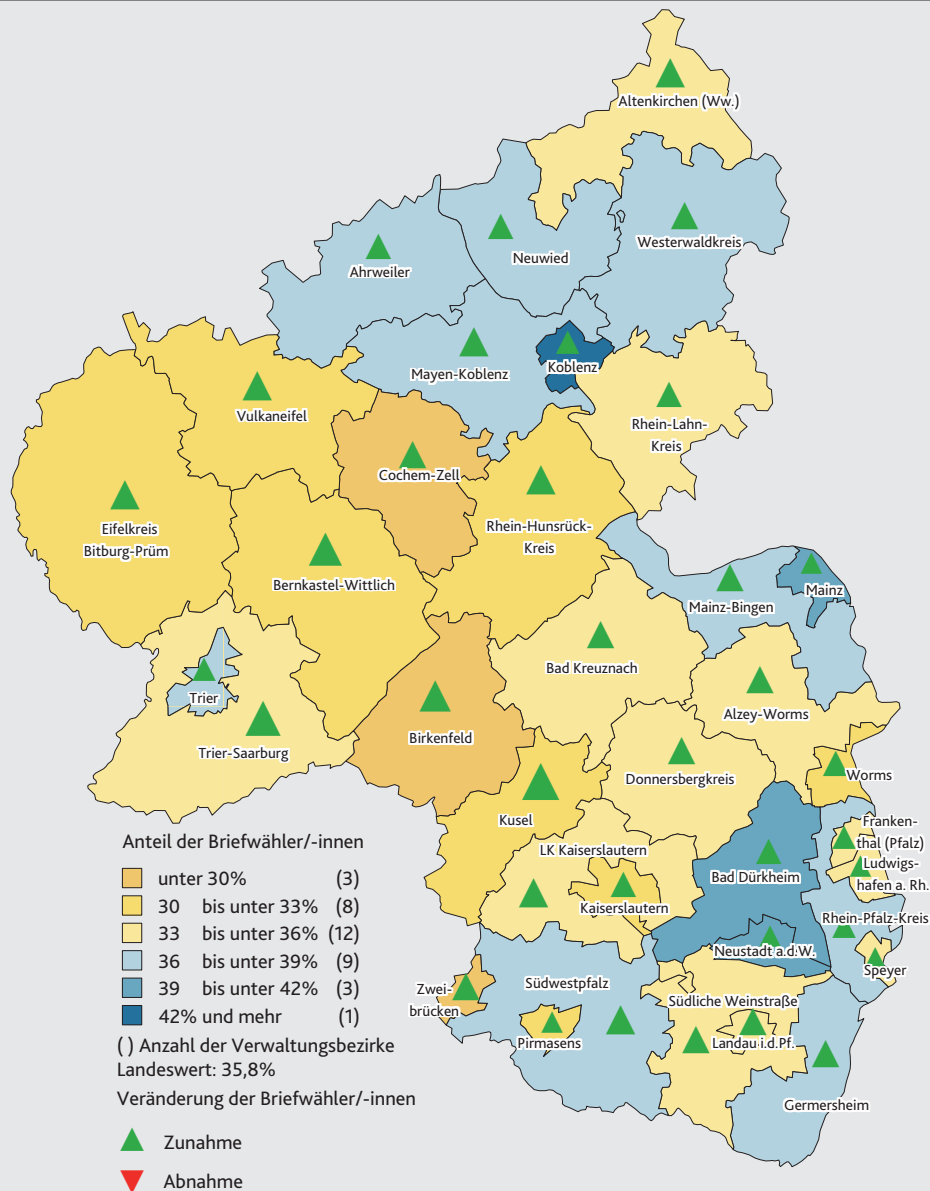 Altenkirchen (Ww.)
Westerwaldkreis
Neuwied
Ahrweiler
Mayen-Koblenz
Koblenz
Vulkaneifel
Rhein-Lahn-
Kreis
Cochem-Zell
Eifelkreis
Bitburg-Prüm
Rhein-Hunsrück-
Kreis
Bernkastel-Wittlich
Mainz
Mainz-Bingen
Bad Kreuznach
Trier
Alzey-Worms
Birkenfeld
Trier-Saarburg
Donnersbergkreis
Worms
Kusel
Franken-
thal (Pfalz)
LK Kaiserslautern
Ludwigs-
hafen a. Rh.
Bad Dürkheim
Kaiserslautern
Rhein-Pfalz-Kreis
Neustadt a.d.W.
Speyer
Südwestpfalz
Zwei-
brücken
Südliche Weinstraße
Pirmasens
Landau i.d.Pf.
Germersheim
Anteil der Briefwähler/-innen
unter 30% (3)
30 bis unter 33% (8)
33 bis unter 36% (12)
36 bis unter 39% (9)
39 bis unter 42% (3)
42% und mehr (1)
( ) Anzahl der Verwaltungsbezirke
Landeswert: 35,8%
Veränderung der Briefwähler/-innen
Zunahme
Abnahme